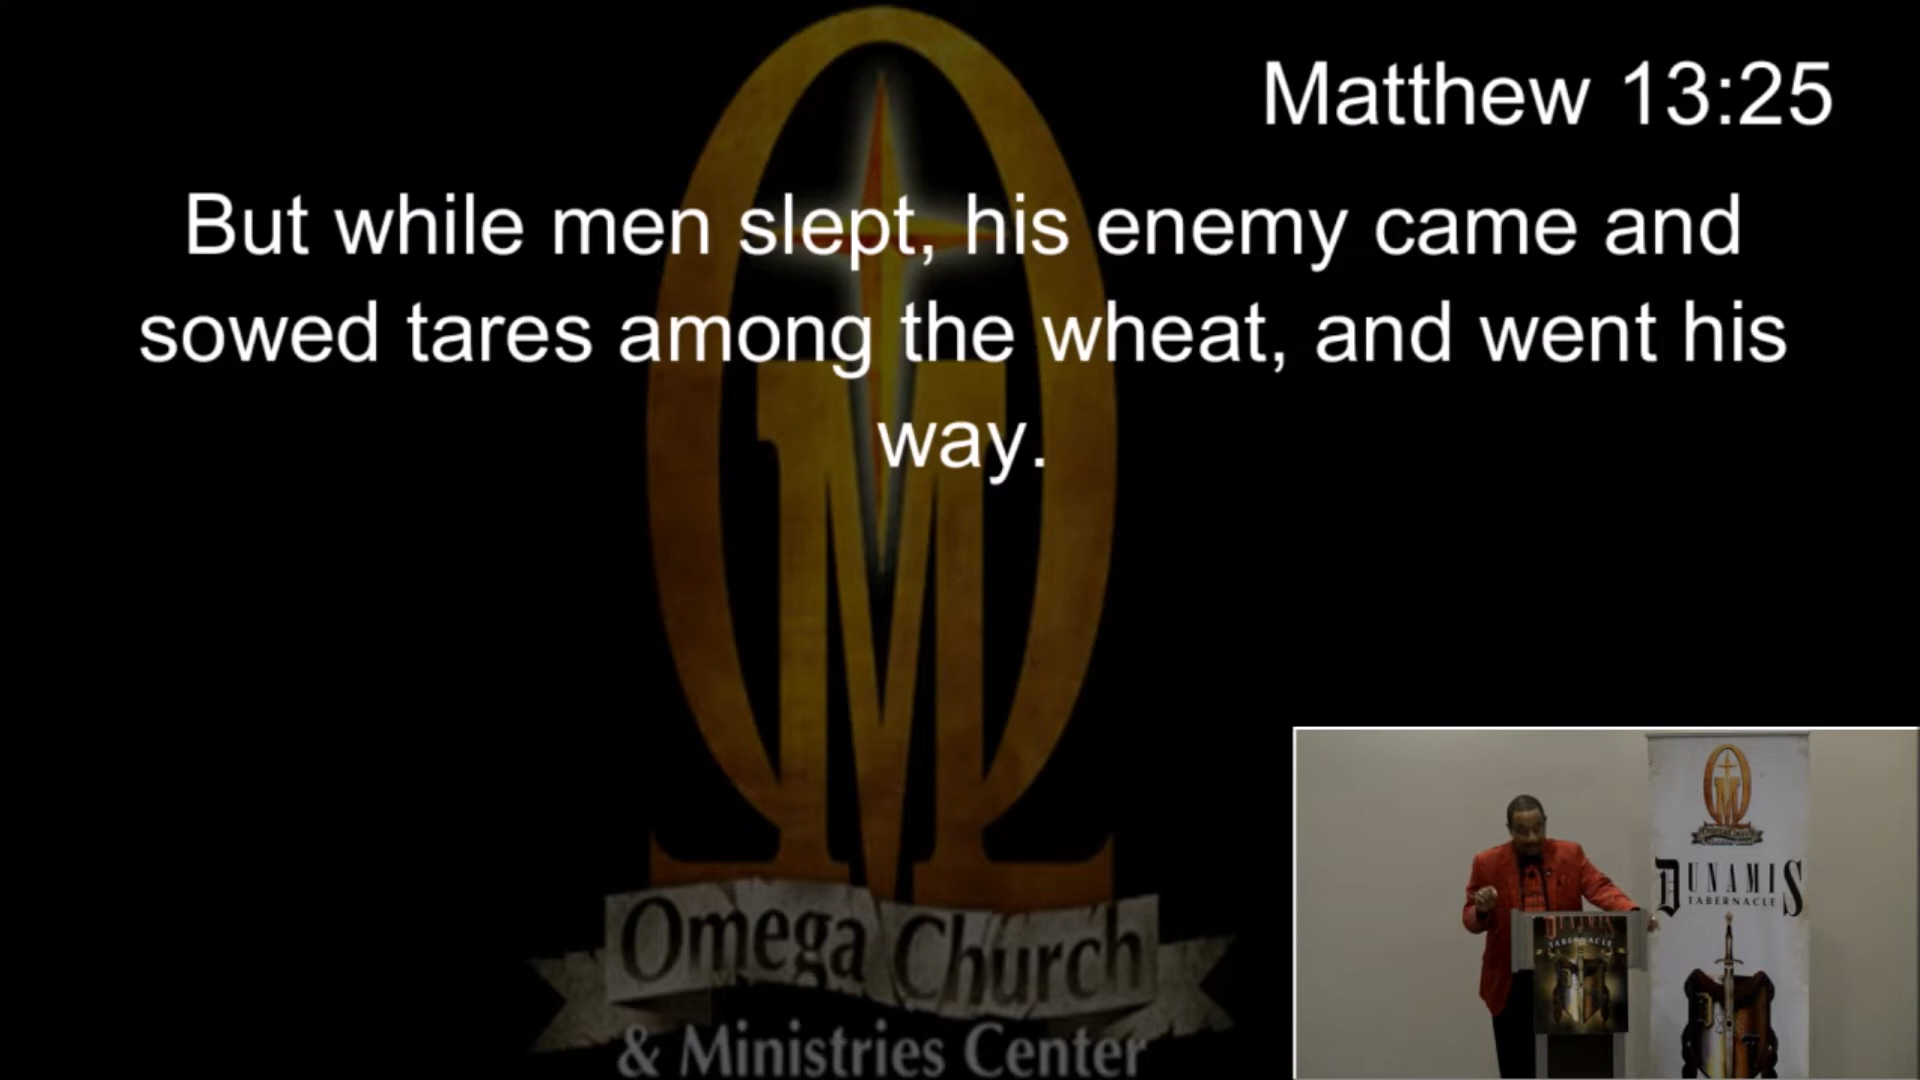 Matthew 13:25
But while men slept, his enemy came and
sowed tares among the wheat, and went his
way.
Omega Church
& Ministries Center
DUNAMIS
TABERNACLE
TABERNACLE